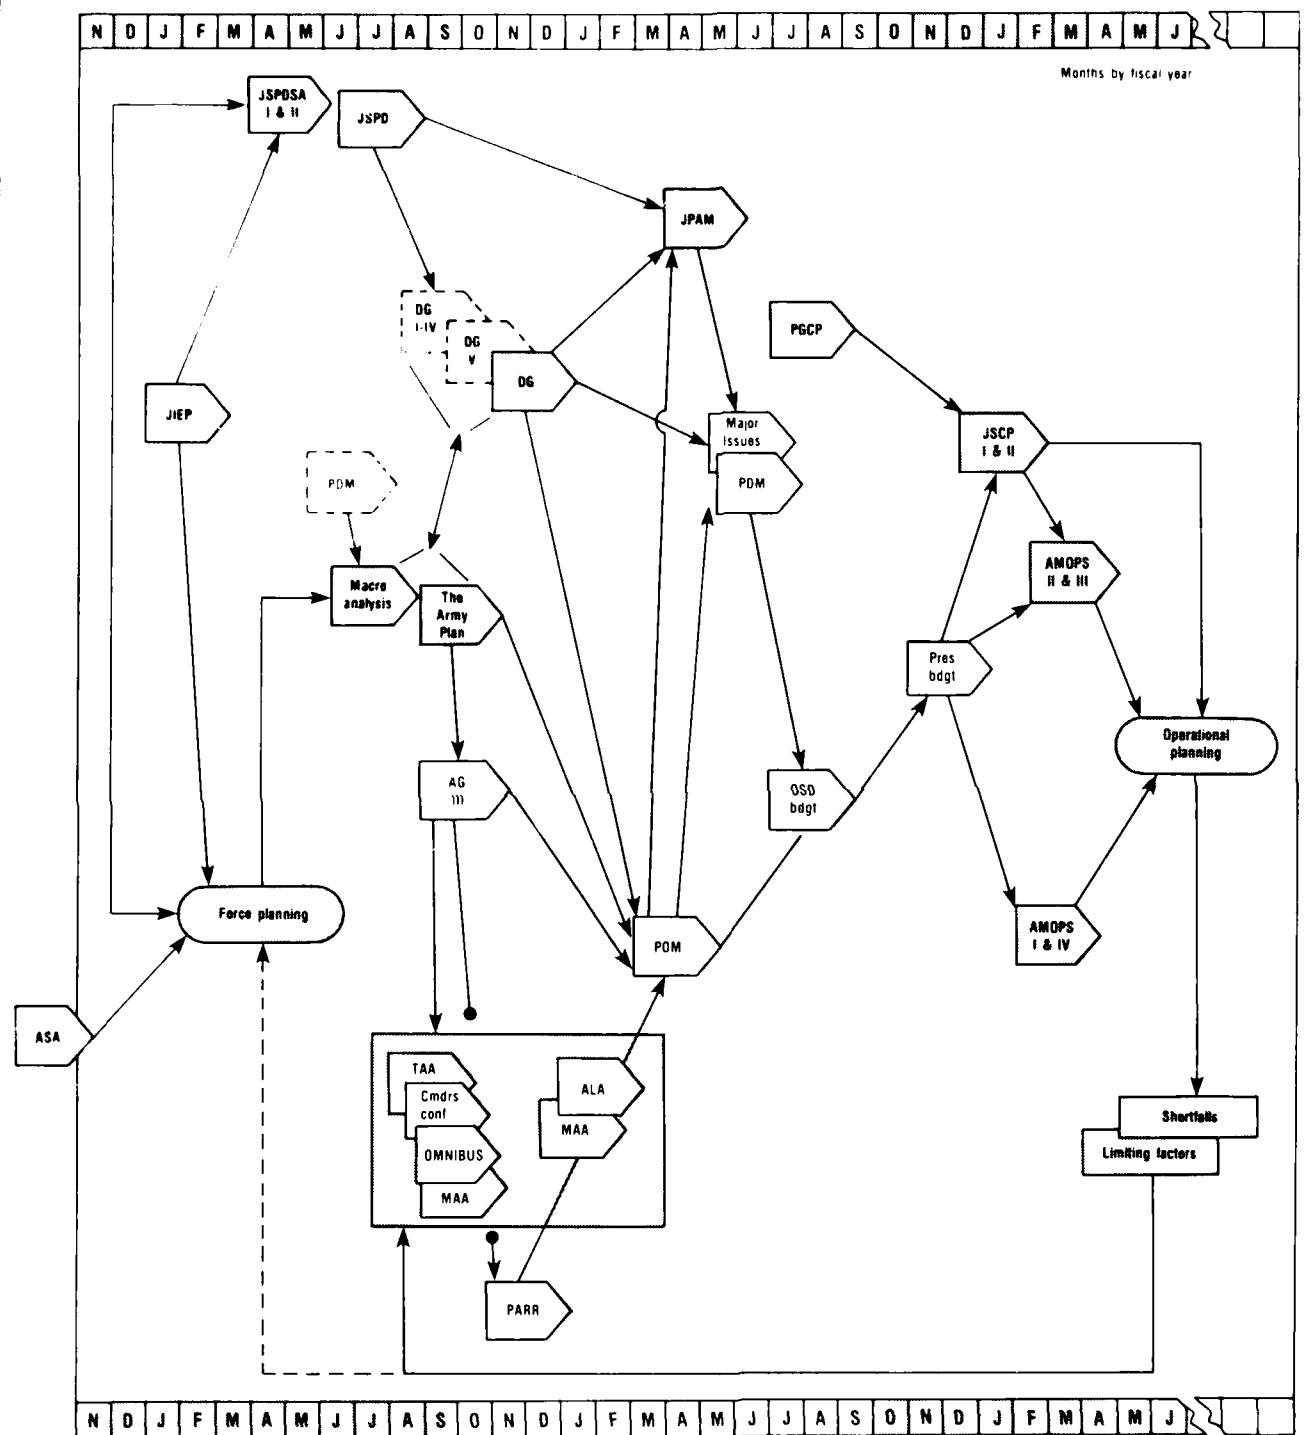 N D J F M A M J J A S O N D J F M A M J J A S O N D J F M A M J
Months by fiscal year
JSPDSA
I & II
JSPD
JPAM
DG
I-IV
DG
V
DG
PGCP
JIEP
Major
Issues
JSCP
I & II
PDM
PDM
Macro
analysis
The
Army
Plan
AMOPS
II & III
Pres
bdgt
Operational
planning
AG
III
OSD
bdgt
Force planning
POM
AMOPS
I & IV
ASA
TAA
Cmdrs
conf
OMNIBUS
MAA
ALA
MAA
Shortfalls
Limiting factors
PARR
N D J F M A M J J A S O N D J F M A M J J A S O N D J F M A M J